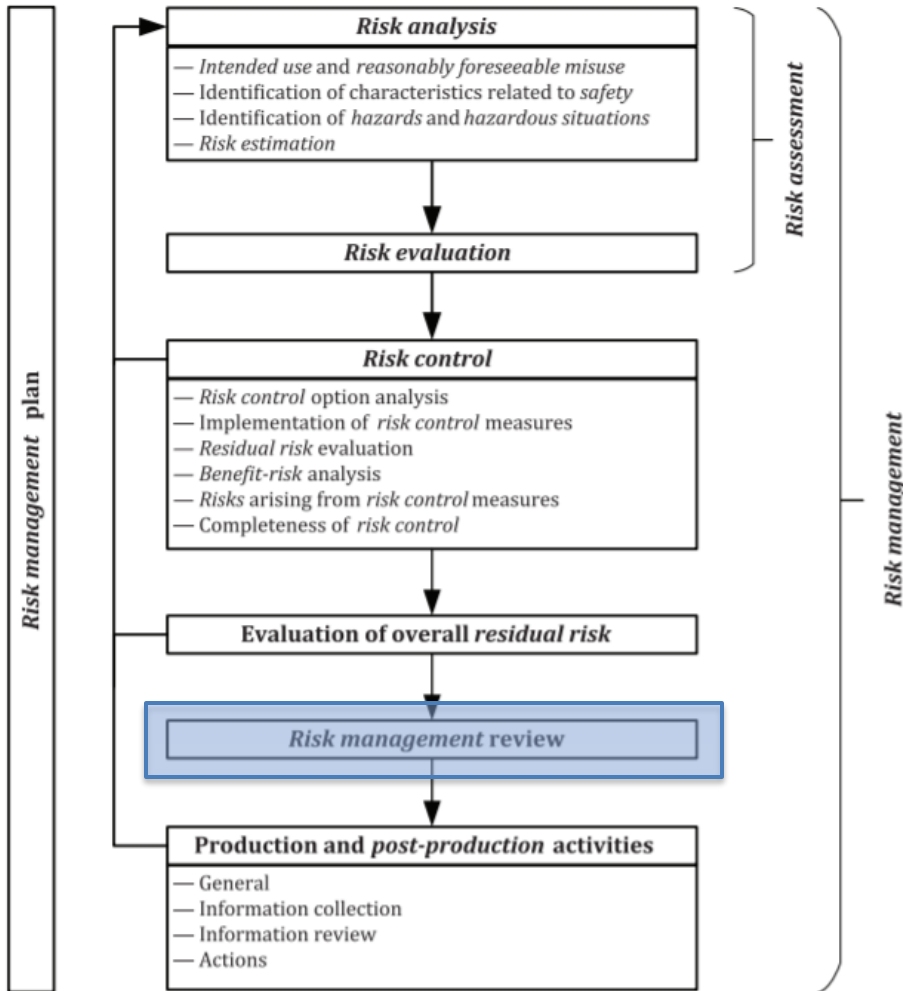 Risk management plan
Risk analysis
— Intended use and reasonably foreseeable misuse
— Identification of characteristics related to safety
— Identification of hazards and hazardous situations
— Risk estimation
Risk evaluation
Risk assessment
Risk control
— Risk control option analysis
— Implementation of risk control measures
— Residual risk evaluation
— Benefit-risk analysis
— Risks arising from risk control measures
— Completeness of risk control
Evaluation of overall residual risk
Risk management review
Production and post-production activities
— General
— Information collection
— Information review
— Actions
Risk management